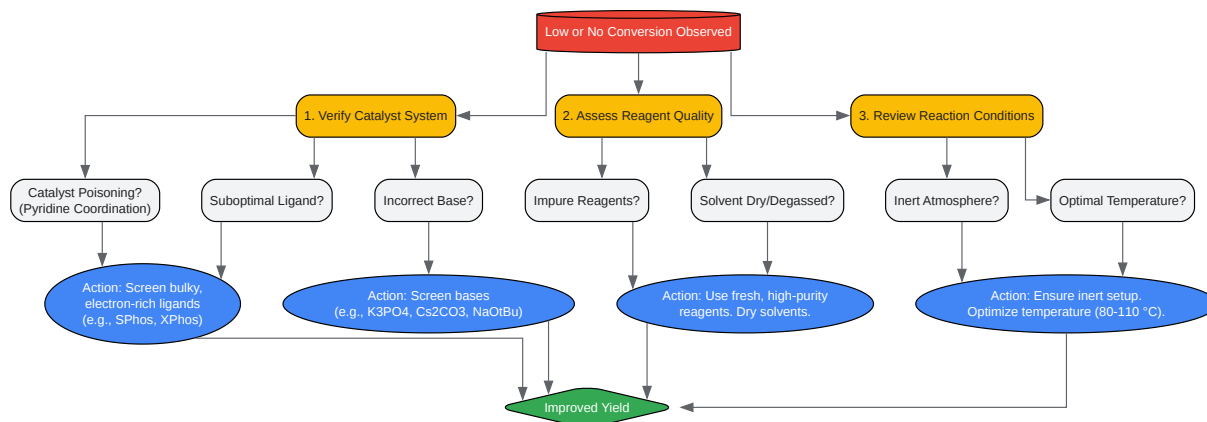 Low or No Conversion Observed
1. Verify Catalyst System
2. Assess Reagent Quality
3. Review Reaction Conditions
Catalyst Poisoning?
(Pyridine Coordination)
Suboptimal Ligand?
Incorrect Base?
Impure Reagents?
Solvent Dry/Degassed?
Inert Atmosphere?
Optimal Temperature?
Action: Screen bulky,
electron-rich ligands
(e.g., SPhos, XPhos)
Action: Screen bases
(e.g., K3PO4, Cs2CO3, NaOtBu)
Action: Use fresh, high-purity
reagents. Dry solvents.
Action: Ensure inert setup.
Optimize temperature (80-110 °C).
Improved Yield